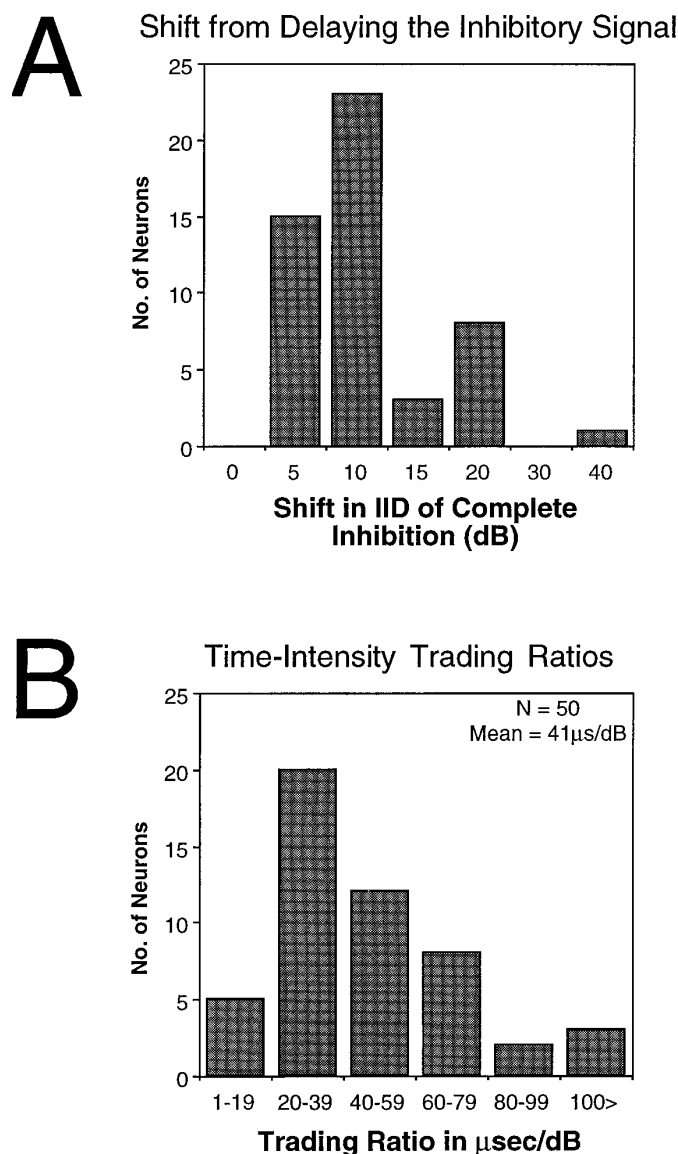 A
Shift from Delaying the Inhibitory Signal
25
20
15
10
5
0
No. of Neurons
0 5 10 15 20 30 40
Shift in IID of Complete
Inhibition (dB)
B
Time-Intensity Trading Ratios
N = 50
Mean = 41µs/dB
25
20
15
10
5
0
No. of Neurons
1-19 20-39 40-59 60-79 80-99 100>
Trading Ratio in µsec/dB